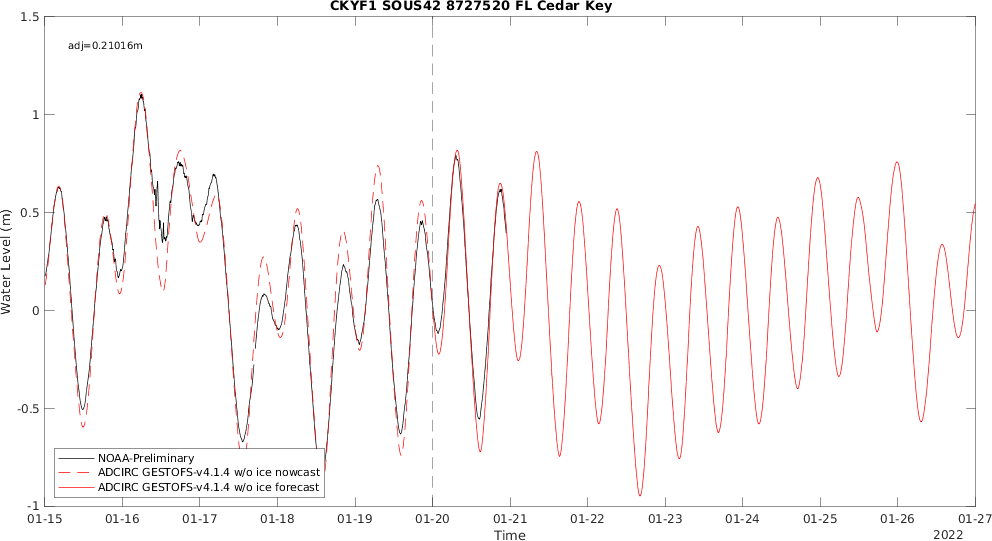 CKYF1 SOUS42 8727520 FL Cedar Key
adj=0.21016m
Water Level (m)
1.5
1
0.5
0
-0.5
-1
NOAA-Preliminary
ADCIRC GESTOFS-v4.1.4 w/o ice nowcast
ADCIRC GESTOFS-v4.1.4 w/o ice forecast
01-15 01-16 01-17 01-18 01-19 01-20 01-21 01-22 01-23 01-24 01-25 01-26 01-27
Time
2022